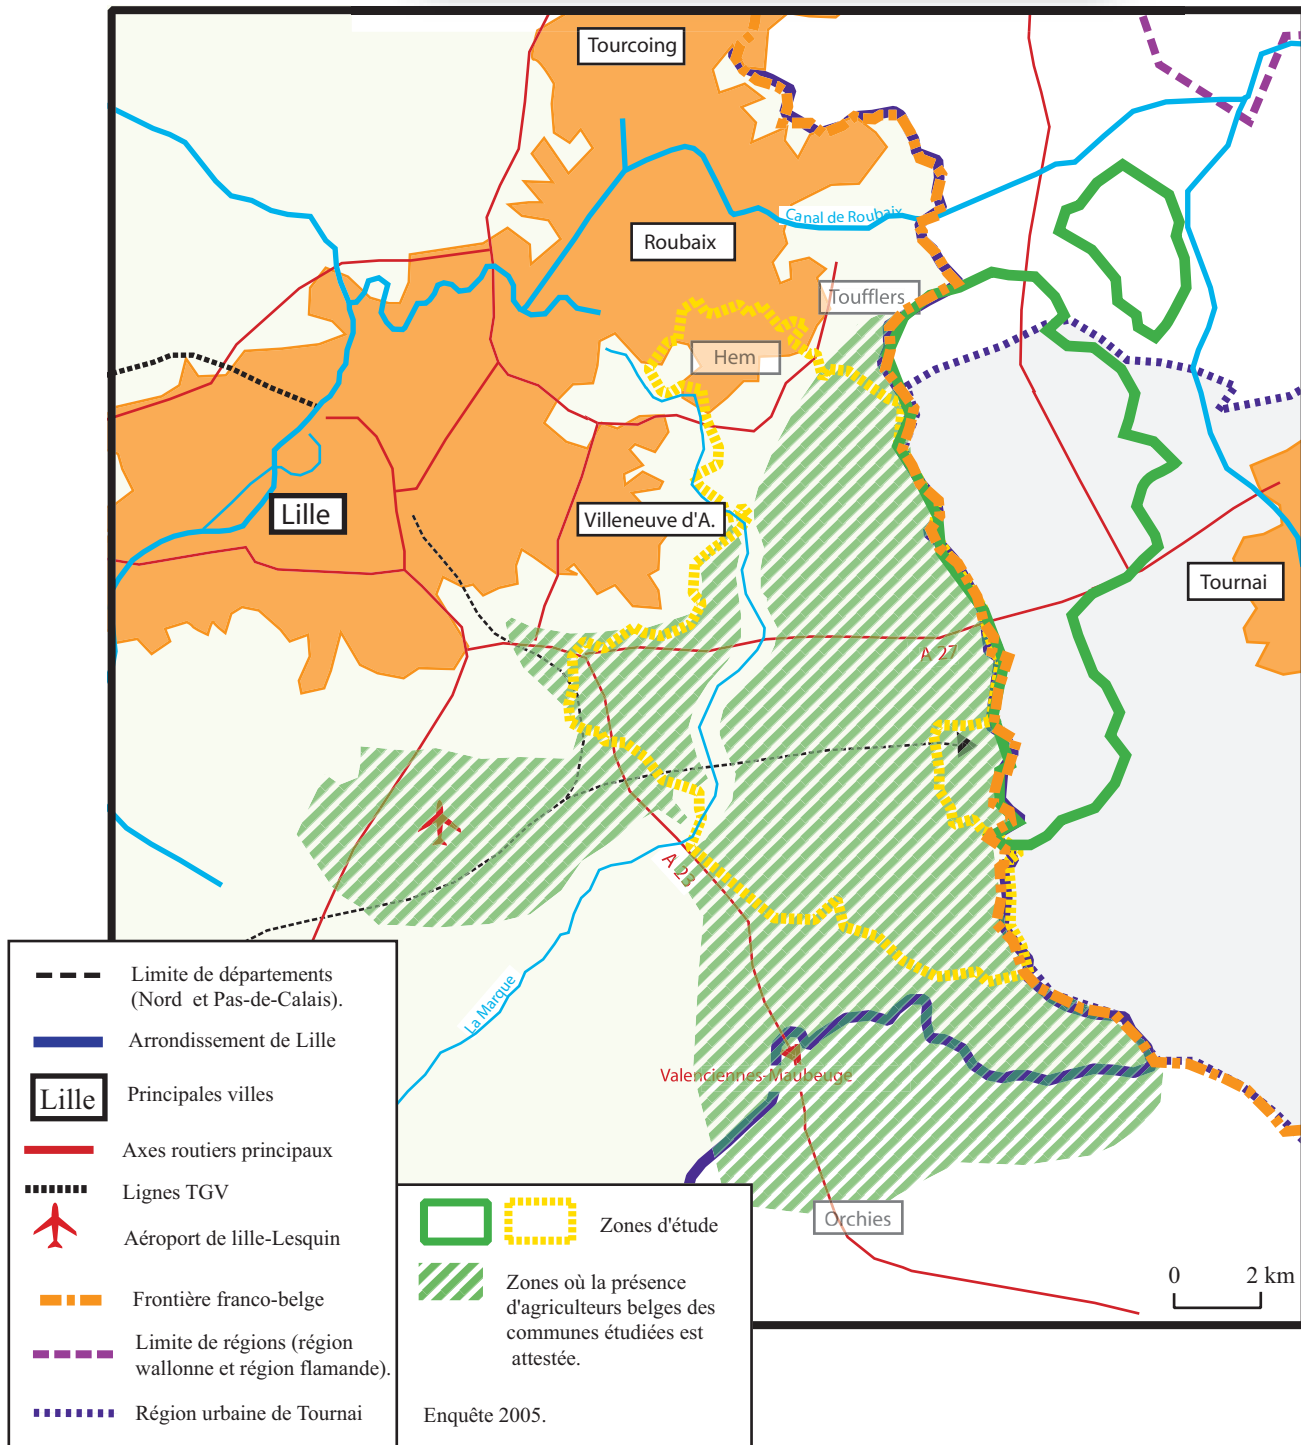 Tourcoing
Canal de Roubaix
Roubaix
Toufflers
Hem
Lille
Villeneuve d'A.
Tournai
A 27
A 23
La Marque
Valenciennes-Maubeuge
Orchies
0 2 km
Limite de départements
(Nord et Pas-de-Calais).
Arrondissement de Lille
Lille
Principales villes
Axes routiers principaux
Lignes TGV
Aéroport de lille-Lesquin
Frontière franco-belge
Limite de régions (région
wallonne et région flamande).
Région urbaine de Tournai
Zones d'étude
Zones où la présence
d'agriculteurs belges des
communes étudiées est
attestée.
Enquête 2005.